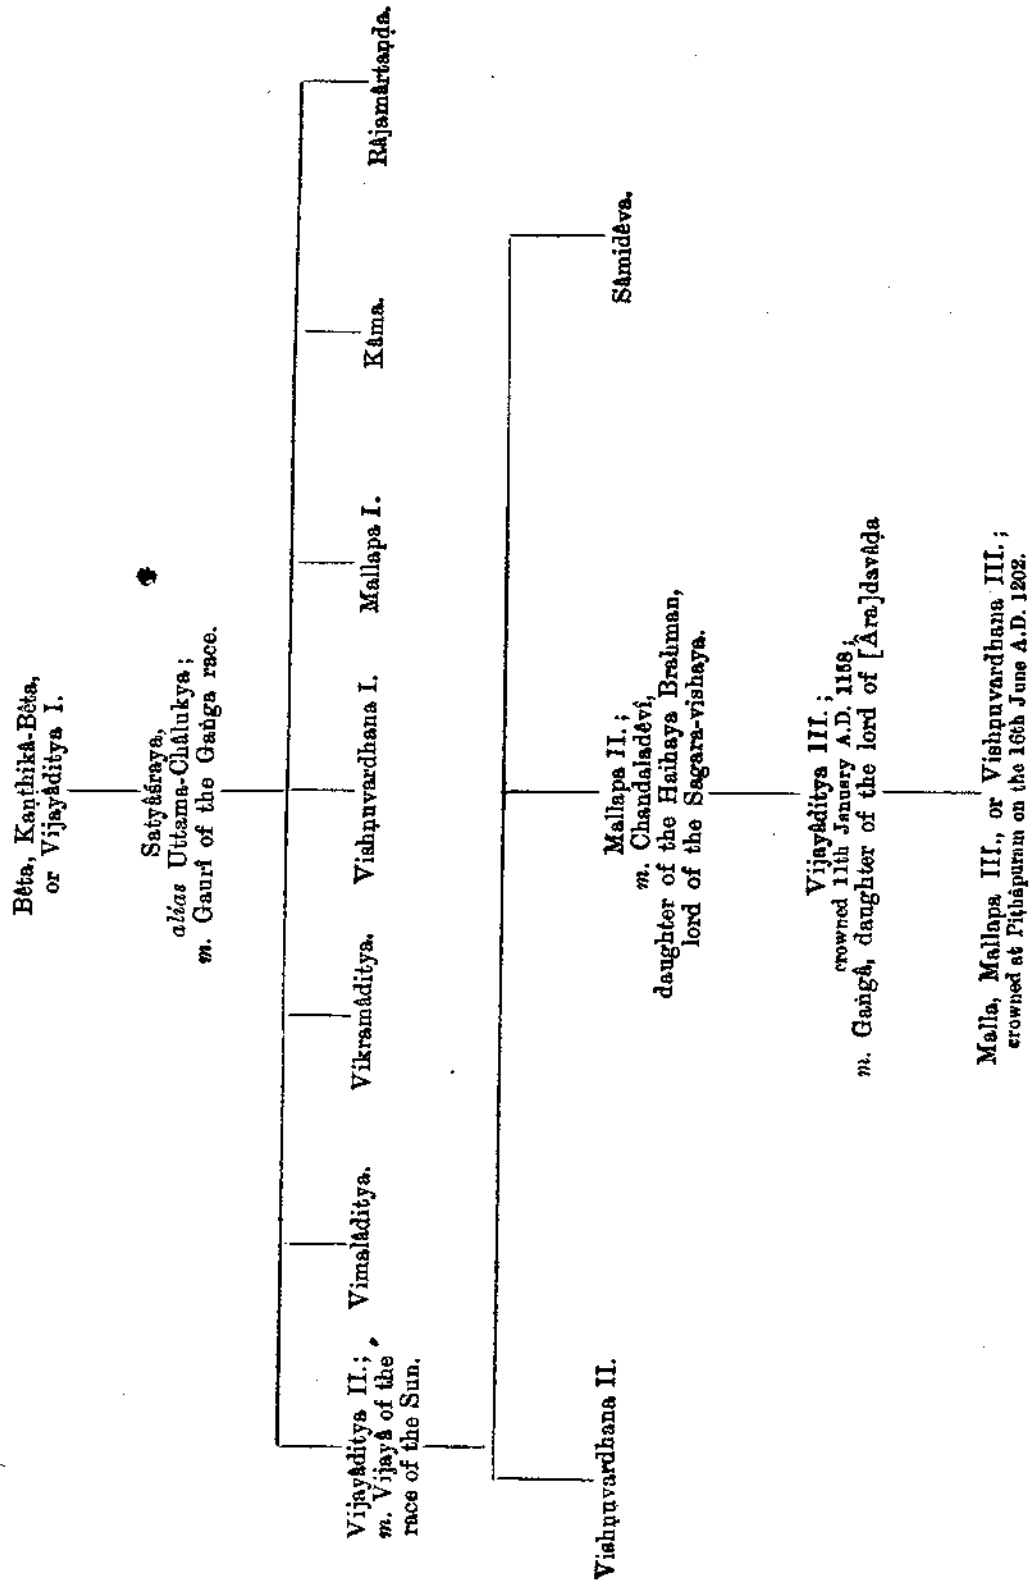 Bêta, Kaṇṭhikâ-Bêta,
or Vijayâditya I.
Satyâśraya,
alias Uttama-Châlukya;
m. Gaurî of the Gaṅga race.
Vijayâditya II.;
m. Vijayâ of the
race of the Sun.
Vimalâditya.
Vikramâditya.
Vishṇuvardhana I.
Mallapa I.
Kâma.
Râjamârtaṇḍa.
Vishṇuvardhana II.
Mallapa II.;
m. Chandaladêvî,
daughter of the Haihaya Brahman,
lord of the Sagara-vishaya.
Sâmidêva.
Vijayâditya III.;
crowned 11th January A.D. 1158;
m. Gaṅgâ, daughter of the lord of [Âra]davâḍa
Malla, Mallapa III., or Vishṇuvardhana III.;
crowned at Piṭhâpuram on the 16th June A.D. 1202.